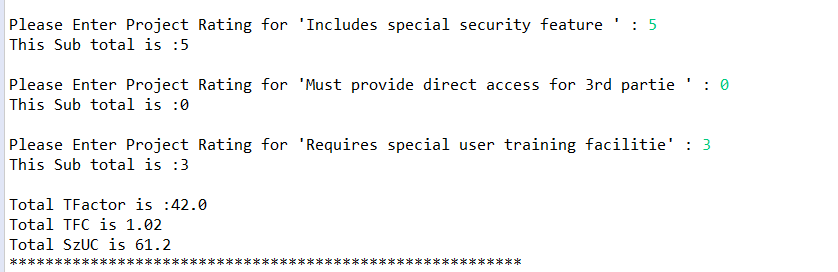 Please Enter Project Rating for 'Includes special security feature ' : 5
This Sub total is :5
Please Enter Project Rating for 'Must provide direct access for 3rd partie ' : 0
This Sub total is :0
Please Enter Project Rating for 'Requires special user training facilitie' : 3
This Sub total is :3
Total TFactor is :42.0
Total TFC is 1.02
Total SzUC is 61.2
*********************************************************